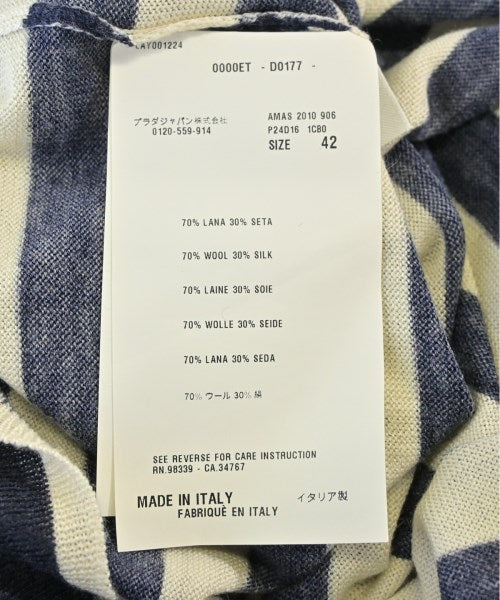 LAY001224
0000ET - D0177 -
プラダジャパン株式会社
0120-559-914
AMAS 2010 906
P24D16 1CB0
SIZE 42
70% LANA 30% SETA
70% WOOL 30% SILK
70% LAINE 30% SOIE
70% WOLLE 30% SEIDE
70% LANA 30% SEDA
70% ウール 30% 絹
SEE REVERSE FOR CARE INSTRUCTION
RN.98339 - CA.34767
MADE IN ITALY イタリア製
FABRIQUÈ EN ITALY